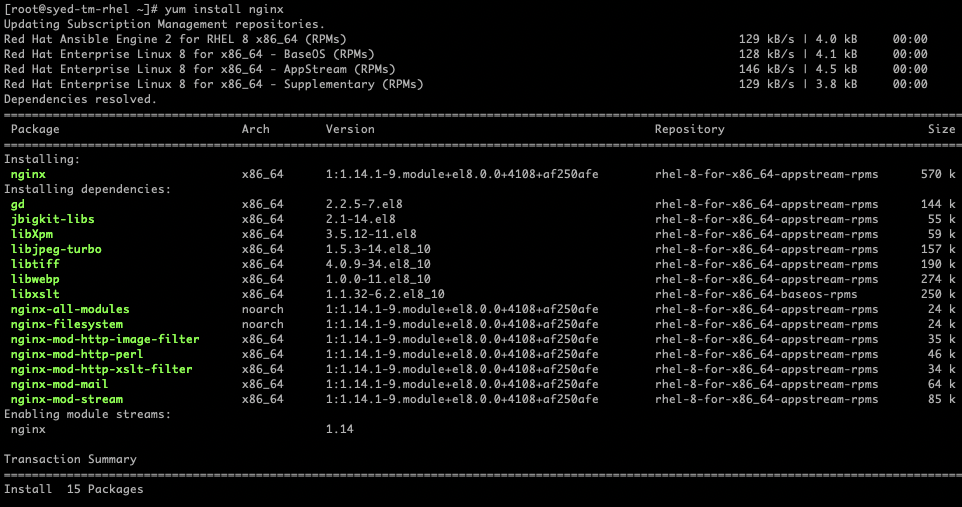 [root@syed-tm-rhel ~]# yum install nginx
Updating Subscription Management repositories.
Red Hat Ansible Engine 2 for RHEL 8 x86_64 (RPMs) 129 kB/s | 4.0 kB 00:00
Red Hat Enterprise Linux 8 for x86_64 - BaseOS (RPMs) 128 kB/s | 4.1 kB 00:00
Red Hat Enterprise Linux 8 for x86_64 - AppStream (RPMs) 146 kB/s | 4.5 kB 00:00
Red Hat Enterprise Linux 8 for x86_64 - Supplementary (RPMs) 129 kB/s | 3.8 kB 00:00
Dependencies resolved.
Package Arch Version Repository Size
Installing:
nginx x86_64 1:1.14.1-9.module+el8.0.0+4108+af250afe rhel-8-for-x86_64-appstream-rpms 570 k
Installing dependencies:
gd x86_64 2.2.5-7.el8 rhel-8-for-x86_64-appstream-rpms 144 k
jbigkit-libs x86_64 2.1-14.el8 rhel-8-for-x86_64-appstream-rpms 55 k
libXpm x86_64 3.5.12-11.el8 rhel-8-for-x86_64-appstream-rpms 59 k
libjpeg-turbo x86_64 1.5.3-14.el8_10 rhel-8-for-x86_64-appstream-rpms 157 k
libtiff x86_64 4.0.9-34.el8_10 rhel-8-for-x86_64-appstream-rpms 190 k
libwebp x86_64 1.0.0-11.el8_10 rhel-8-for-x86_64-appstream-rpms 274 k
libxslt x86_64 1.1.32-6.2.el8_10 rhel-8-for-x86_64-baseos-rpms 250 k
nginx-all-modules noarch 1:1.14.1-9.module+el8.0.0+4108+af250afe rhel-8-for-x86_64-appstream-rpms 24 k
nginx-filesystem noarch 1:1.14.1-9.module+el8.0.0+4108+af250afe rhel-8-for-x86_64-appstream-rpms 24 k
nginx-mod-http-image-filter x86_64 1:1.14.1-9.module+el8.0.0+4108+af250afe rhel-8-for-x86_64-appstream-rpms 35 k
nginx-mod-http-perl x86_64 1:1.14.1-9.module+el8.0.0+4108+af250afe rhel-8-for-x86_64-appstream-rpms 46 k
nginx-mod-http-xslt-filter x86_64 1:1.14.1-9.module+el8.0.0+4108+af250afe rhel-8-for-x86_64-appstream-rpms 34 k
nginx-mod-mail x86_64 1:1.14.1-9.module+el8.0.0+4108+af250afe rhel-8-for-x86_64-appstream-rpms 64 k
nginx-mod-stream x86_64 1:1.14.1-9.module+el8.0.0+4108+af250afe rhel-8-for-x86_64-appstream-rpms 85 k
Enabling module streams:
nginx 1.14
Transaction Summary
Install 15 Packages